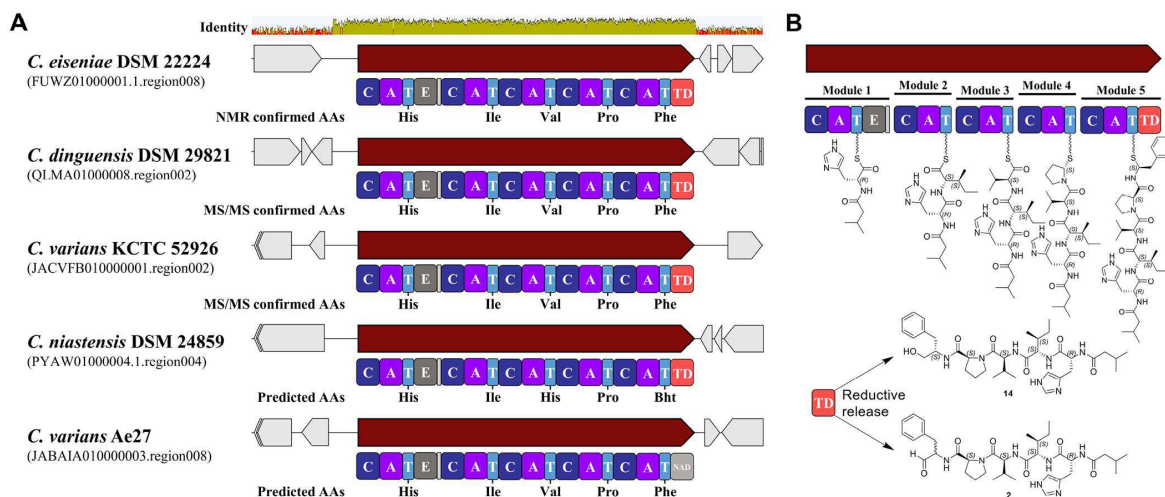 A
Identity
C. eiseniae DSM 22224
(FUWZ01000001.1.region008)
C A T E C A T C A T C A T C A T TD
NMR confirmed AAs His Ile Val Pro Phe
C. dinguensis DSM 29821
(QLMA01000008.region002)
C A T E C A T C A T C A T C A T TD
MS/MS confirmed AAs His Ile Val Pro Phe
C. varians KCTC 52926
(JACVFB010000001.region002)
C A T E C A T C A T C A T C A T TD
MS/MS confirmed AAs His Ile Val Pro Phe
C. niastensis DSM 24859
(PYAW01000004.1.region004)
C A T E C A T C A T C A T C A T TD
Predicted AAs His Ile His Pro Bht
C. varians Ae27
(JABAIA010000003.region008)
C A T E C A T C A T C A T C A T NAD
Predicted AAs His Ile Val Pro Phe
B
Module 1 Module 2 Module 3 Module 4 Module 5
C A T E C A T C A T C A T C A T TD
14
TD Reductive
release
2